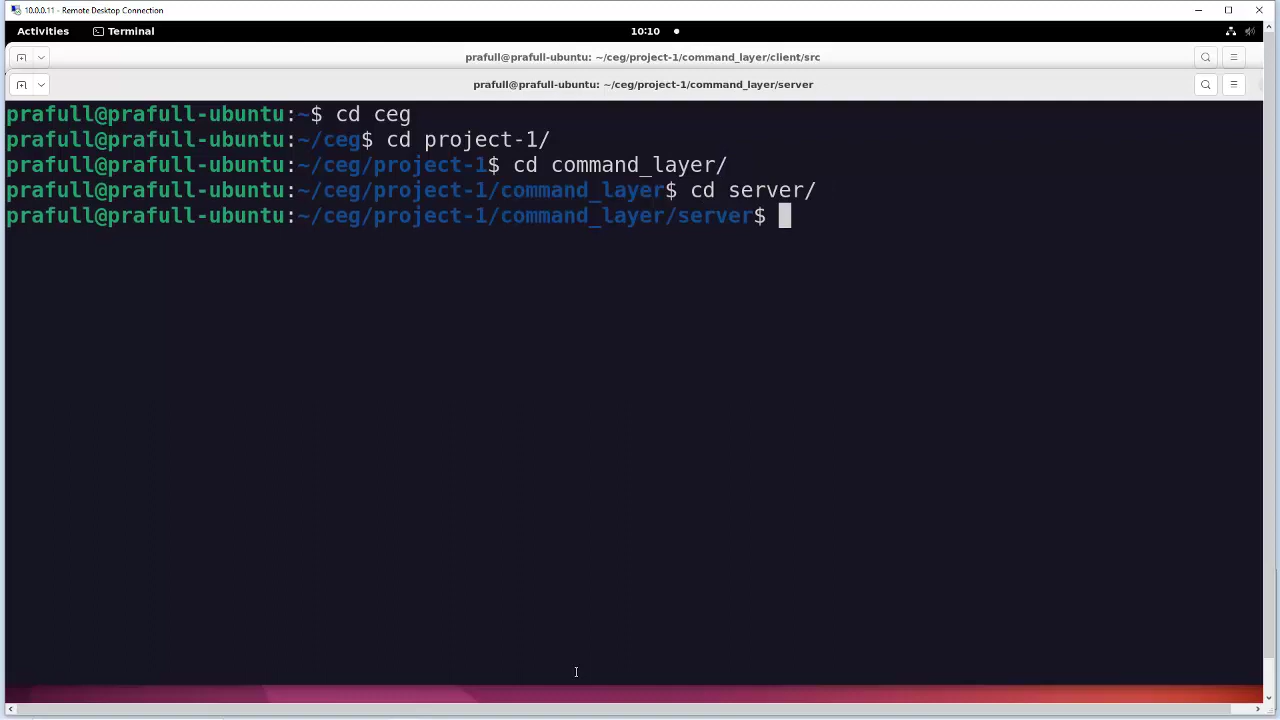 10.0.0.11 - Remote Desktop Connection
Activities Terminal 10:10
prafull@prafull-ubuntu: ~/ceg/project-1/command_layer/client/src
prafull@prafull-ubuntu: ~/ceg/project-1/command_layer/server
prafull@prafull-ubuntu:~$ cd ceg
prafull@prafull-ubuntu:~/ceg$ cd project-1/
prafull@prafull-ubuntu:~/ceg/project-1$ cd command_layer/
prafull@prafull-ubuntu:~/ceg/project-1/command_layer$ cd server/
prafull@prafull-ubuntu:~/ceg/project-1/command_layer/server$